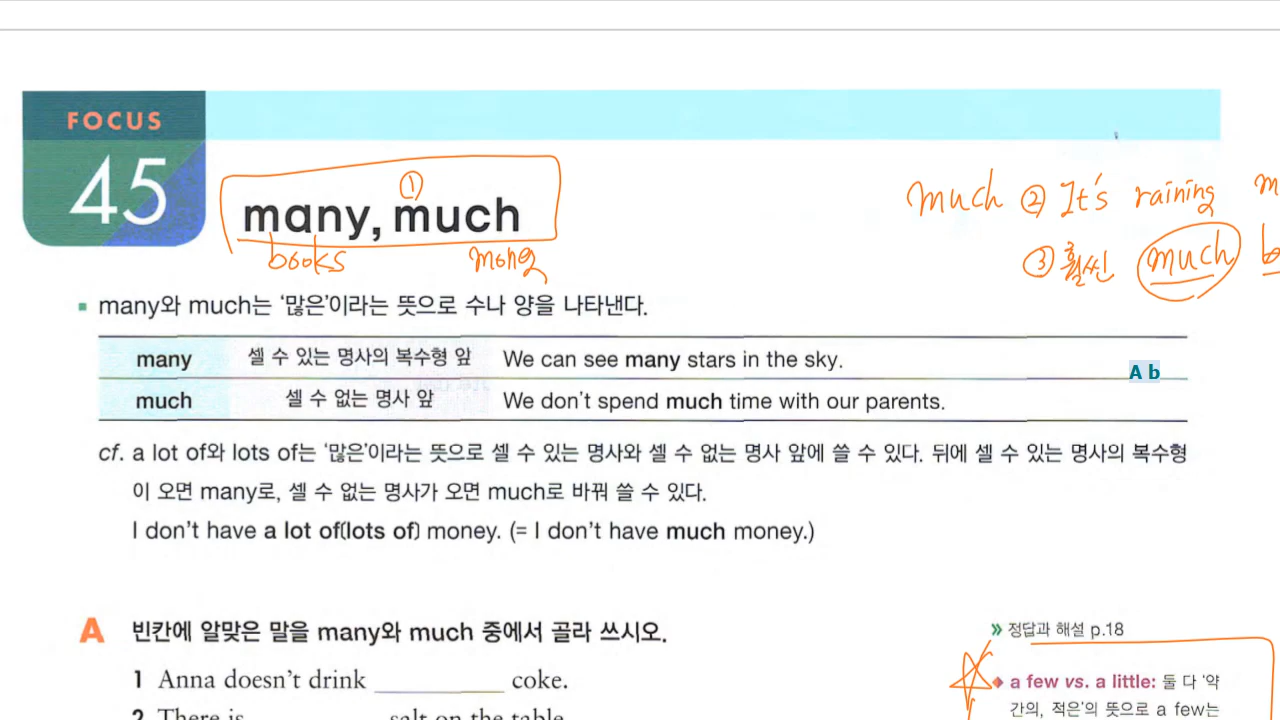 FOCUS
45
many, much
①
books
money
much ② It's raining
③ 훨씬 much
many와 much는 '많은'이라는 뜻으로 수나 양을 나타낸다.
many 셀 수 있는 명사의 복수형 앞 We can see many stars in the sky.
much 셀 수 없는 명사 앞 We don't spend much time with our parents.
A b
cf. a lot of와 lots of는 '많은'이라는 뜻으로 셀 수 있는 명사와 셀 수 없는 명사 앞에 쓸 수 있다. 뒤에 셀 수 있는 명사의 복수형
이 오면 many로, 셀 수 없는 명사가 오면 much로 바꿔 쓸 수 있다.
I don't have a lot of(lots of) money. (= I don't have much money.)
A 빈칸에 알맞은 말을 many와 much 중에서 골라 쓰시오.
» 정답과 해설 p.18
1 Anna doesn't drink ________ coke.
2 There is ________ salt on the table.
a few vs. a little: 둘 다 '약
간의, 적은'의 뜻으로 a few는